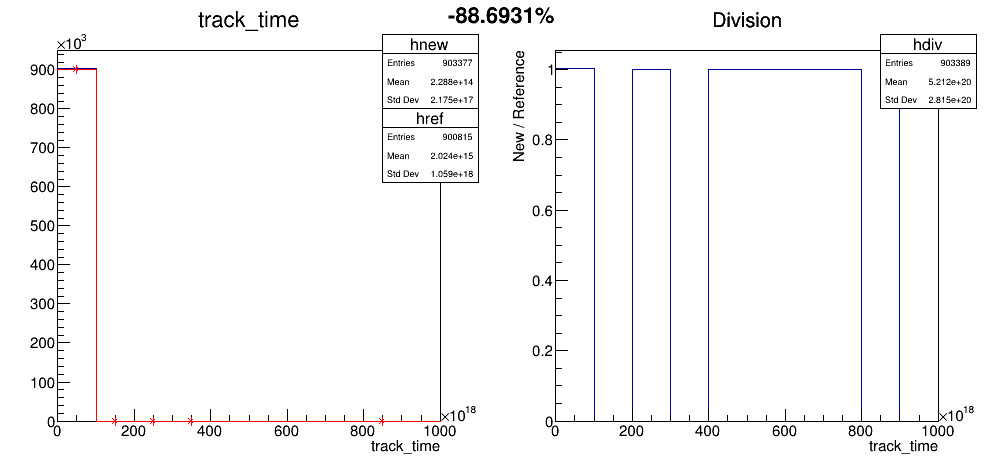 -88.6931%
track_time
×10³
hnew
Entries 903377
Mean 2.288e+14
Std Dev 2.175e+17
href
Entries 900815
Mean 2.024e+15
Std Dev 1.059e+18
900
800
700
600
500
400
300
200
100
0
0 200 400 600 800 1000
×10¹⁸
track_time
Division
hdiv
Entries 903389
Mean 5.212e+20
Std Dev 2.815e+20
New / Reference
1
0.8
0.6
0.4
0.2
0
0 200 400 600 800 1000
×10¹⁸
track_time